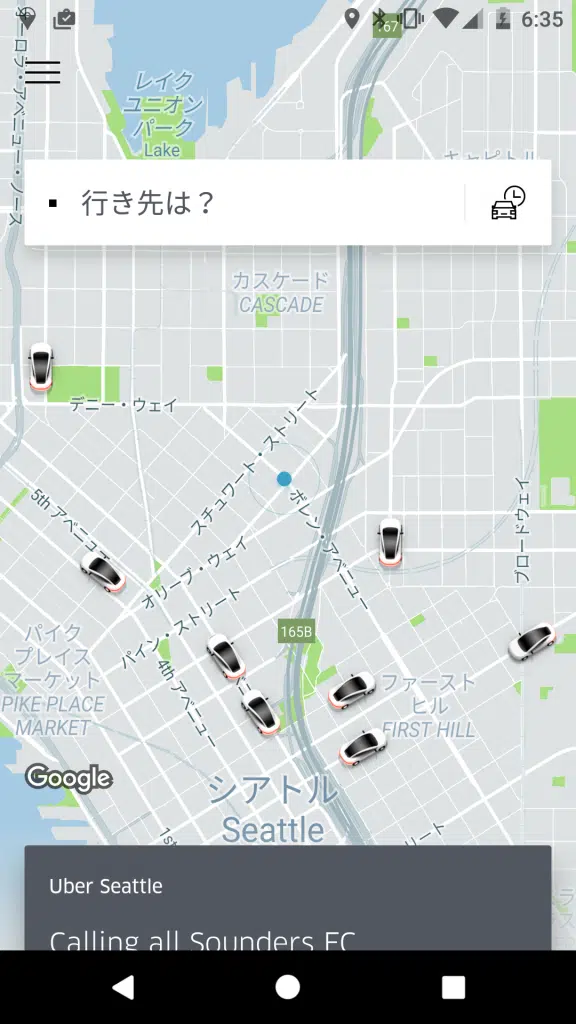 6:35
67
オーロラ・アベニュー・ノース
レイク
ユニオン
パーク
Lake
行き先は？
カスケード
CASCADE
デニー・ウェイ
スチュワート・ストリート
5th アベニュー
ボレン・アベニュー
ブロードウェイ
オリーブ・ウェイ
パイン・ストリート
165B
4th アベニュー
パイク
プレイス
マーケット
PIKE PLACE
MARKET
ファースト
ヒル
FIRST HILL
Google
シアトル
Seattle
1st
リート
Uber Seattle
Calling all Sounders FC